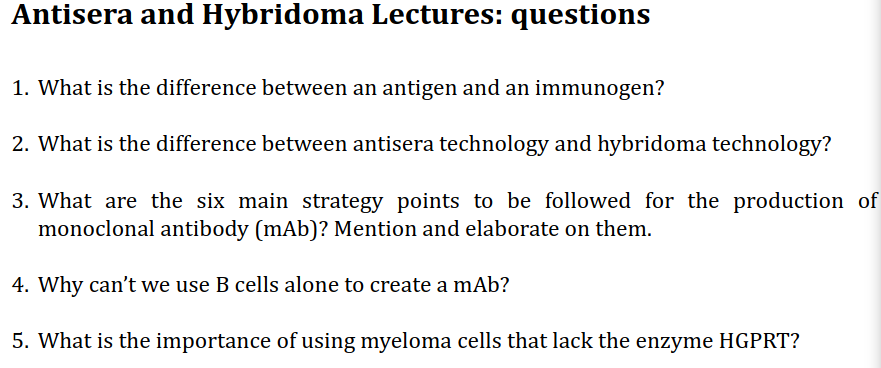 Antisera and Hybridoma Lectures: questions
1. What is the difference between an antigen and an immunogen?
2. What is the difference between antisera technology and hybridoma technology?
3. What are the six main strategy points to be followed for the production of
monoclonal antibody (mAb)? Mention and elaborate on them.
4. Why can’t we use B cells alone to create a mAb?
5. What is the importance of using myeloma cells that lack the enzyme HGPRT?